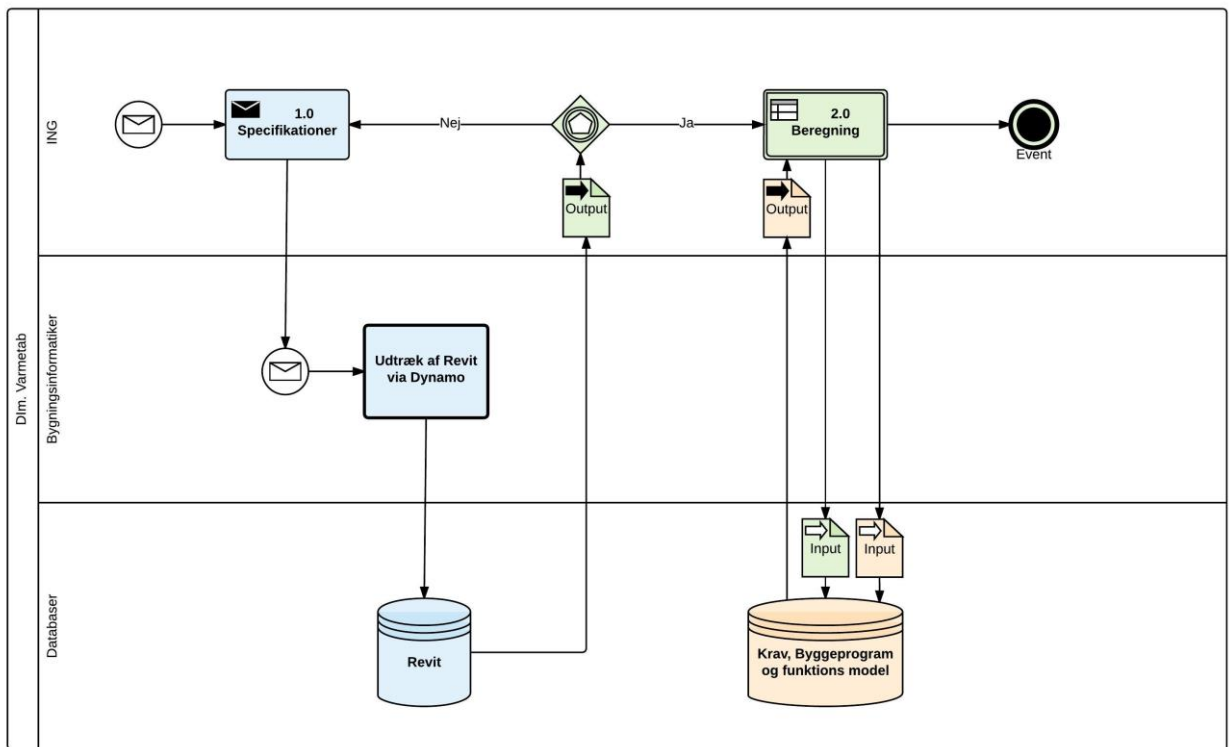 Dlm. Varmetab
ING
1.0
Specifikationer
Nej
Ja
2.0
Beregning
Event
Output
Output
Bygningsinformatiker
Udtræk af Revit
via Dynamo
Databaser
Input
Input
Revit
Krav, Byggeprogram
og funktions model